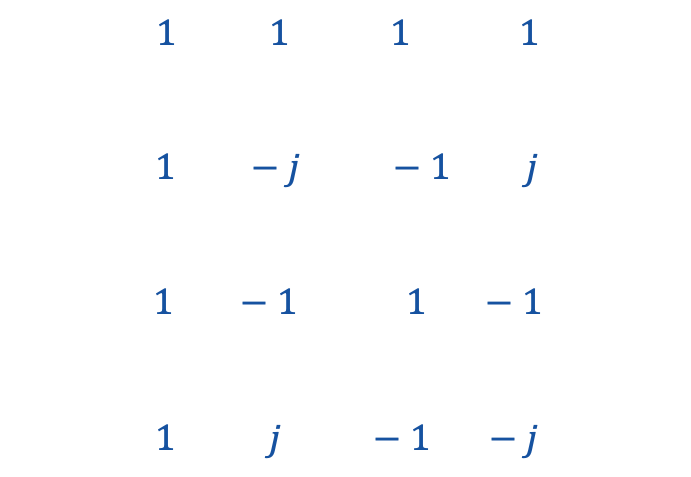 1 1 1 1
1 − j − 1 j
1 − 1 1 − 1
1 j − 1 − j